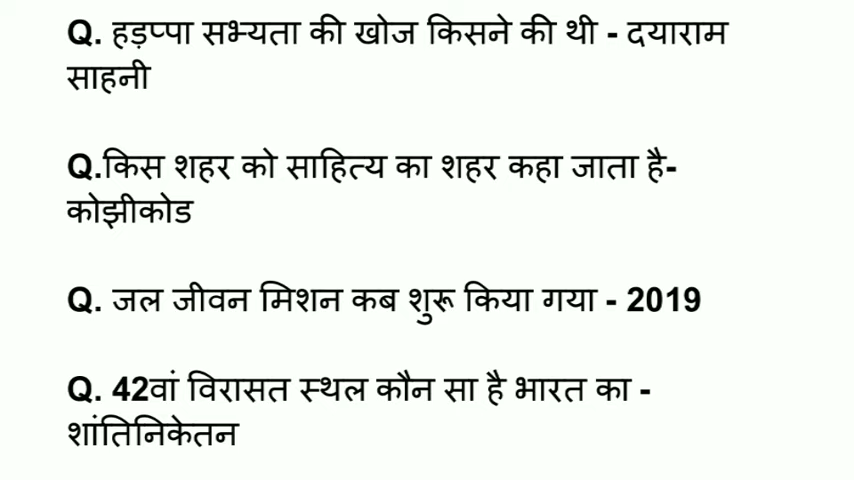 Q. हड़प्पा सभ्यता की खोज किसने की थी - दयाराम
साहनी
Q.किस शहर को साहित्य का शहर कहा जाता है-
कोझीकोड
Q. जल जीवन मिशन कब शुरू किया गया - 2019
Q. 42वां विरासत स्थल कौन सा है भारत का -
शांतिनिकेतन